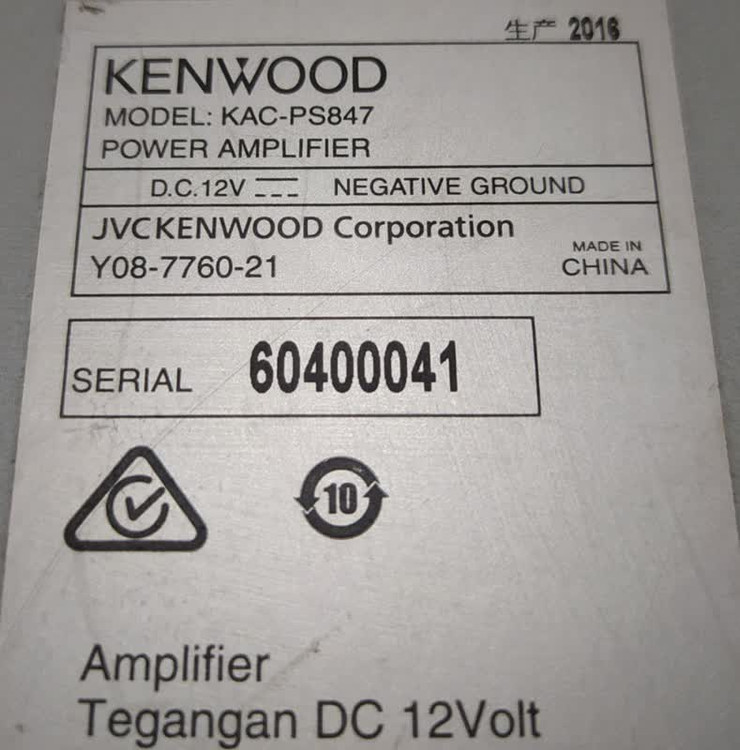 生产 2016
KENWOOD
MODEL: KAC-PS847
POWER AMPLIFIER
D.C.12V NEGATIVE GROUND
JVCKENWOOD Corporation
Y08-7760-21
MADE IN
CHINA
SERIAL 60400041
10
Amplifier
Tegangan DC 12Volt